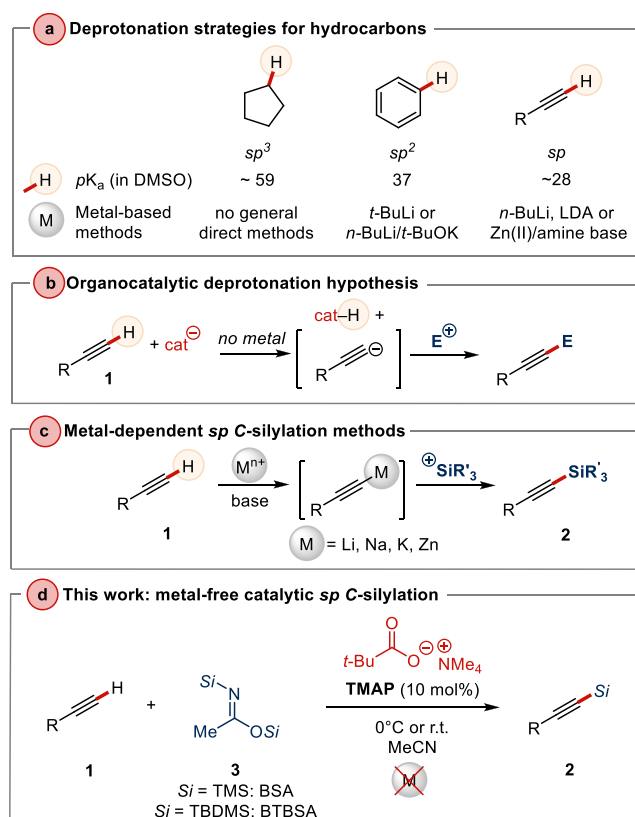 a Deprotonation strategies for hydrocarbons
H H H
R
sp³ sp² sp
H pKa (in DMSO) ~ 59 37 ~28
M Metal-based methods no general direct methods t-BuLi or n-BuLi/t-BuOK n-BuLi, LDA or Zn(II)/amine base
b Organocatalytic deprotonation hypothesis
cat–H +
H + cat⊖ no metal ⊖ E⊕ E
R R R
1
c Metal-dependent sp C-silylation methods
H Mⁿ⁺ M ⊕SiR'₃ SiR'₃
R base R R
1 M = Li, Na, K, Zn 2
d This work: metal-free catalytic sp C-silylation
O
t-Bu O ⊖ ⊕ NMe₄
H Si N TMAP (10 mol%) Si
R + Me OSi 0°C or r.t. R
MeCN
1 3 M 2
Si = TMS: BSA
Si = TBDMS: BTBSA